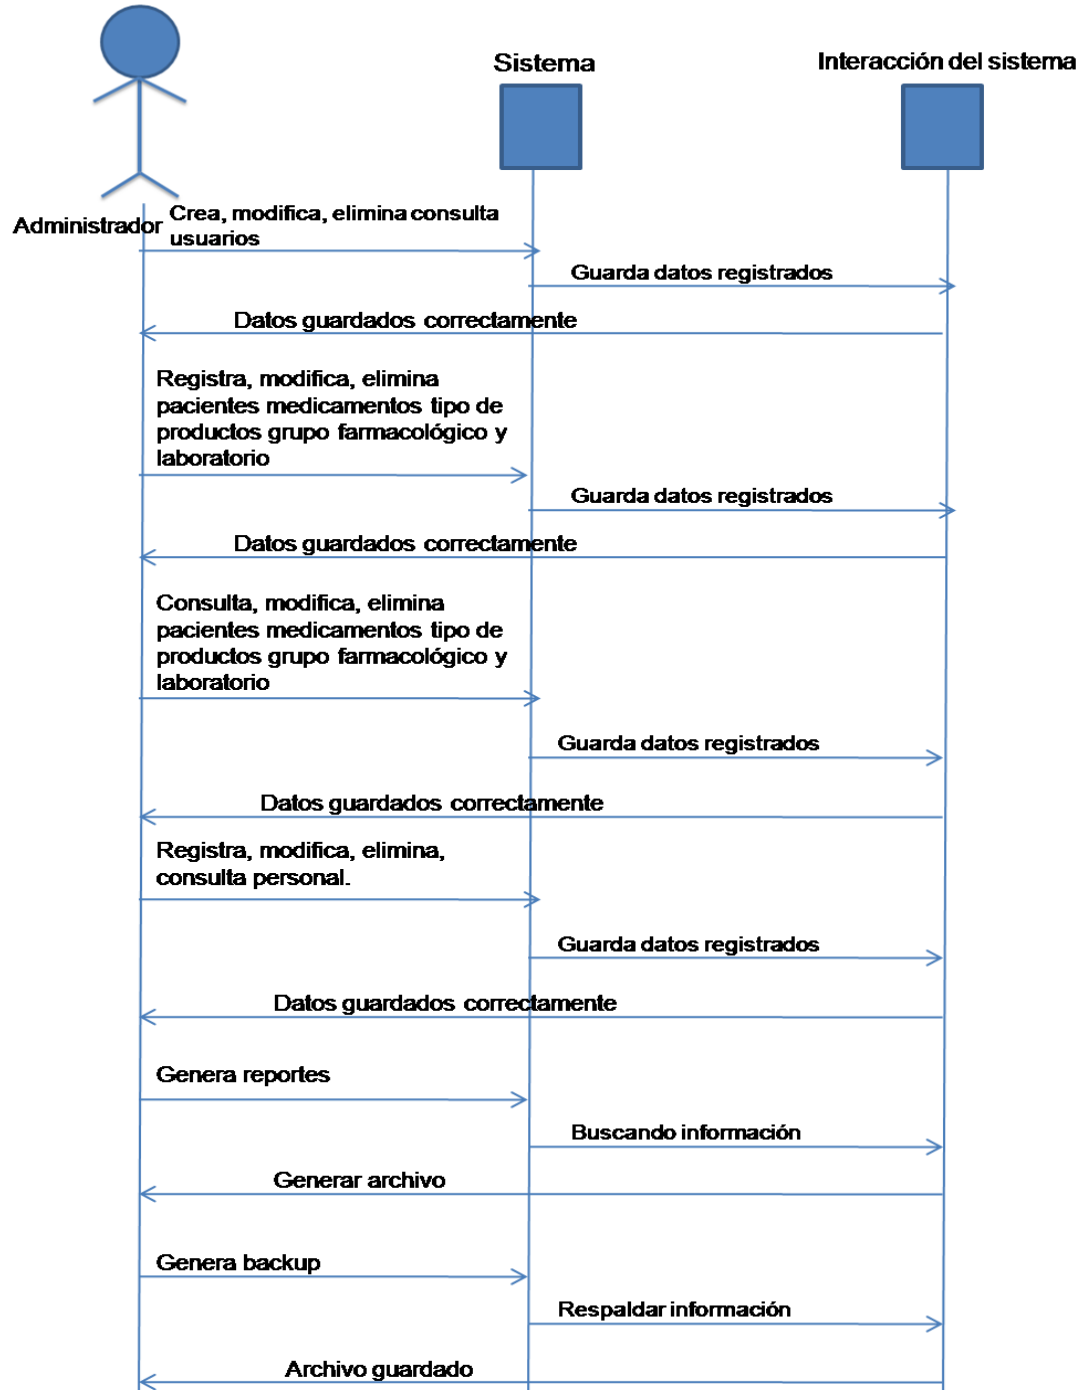 Sistema
Interacción del sistema
Administrador
Crea, modifica, elimina consulta
usuarios
Guarda datos registrados
Datos guardados correctamente
Registra, modifica, elimina
pacientes medicamentos tipo de
productos grupo farmacológico y
laboratorio
Guarda datos registrados
Datos guardados correctamente
Consulta, modifica, elimina
pacientes medicamentos tipo de
productos grupo farmacológico y
laboratorio
Guarda datos registrados
Datos guardados correctamente
Registra, modifica, elimina,
consulta personal.
Guarda datos registrados
Datos guardados correctamente
Genera reportes
Buscando información
Generar archivo
Genera backup
Respaldar información
Archivo guardado